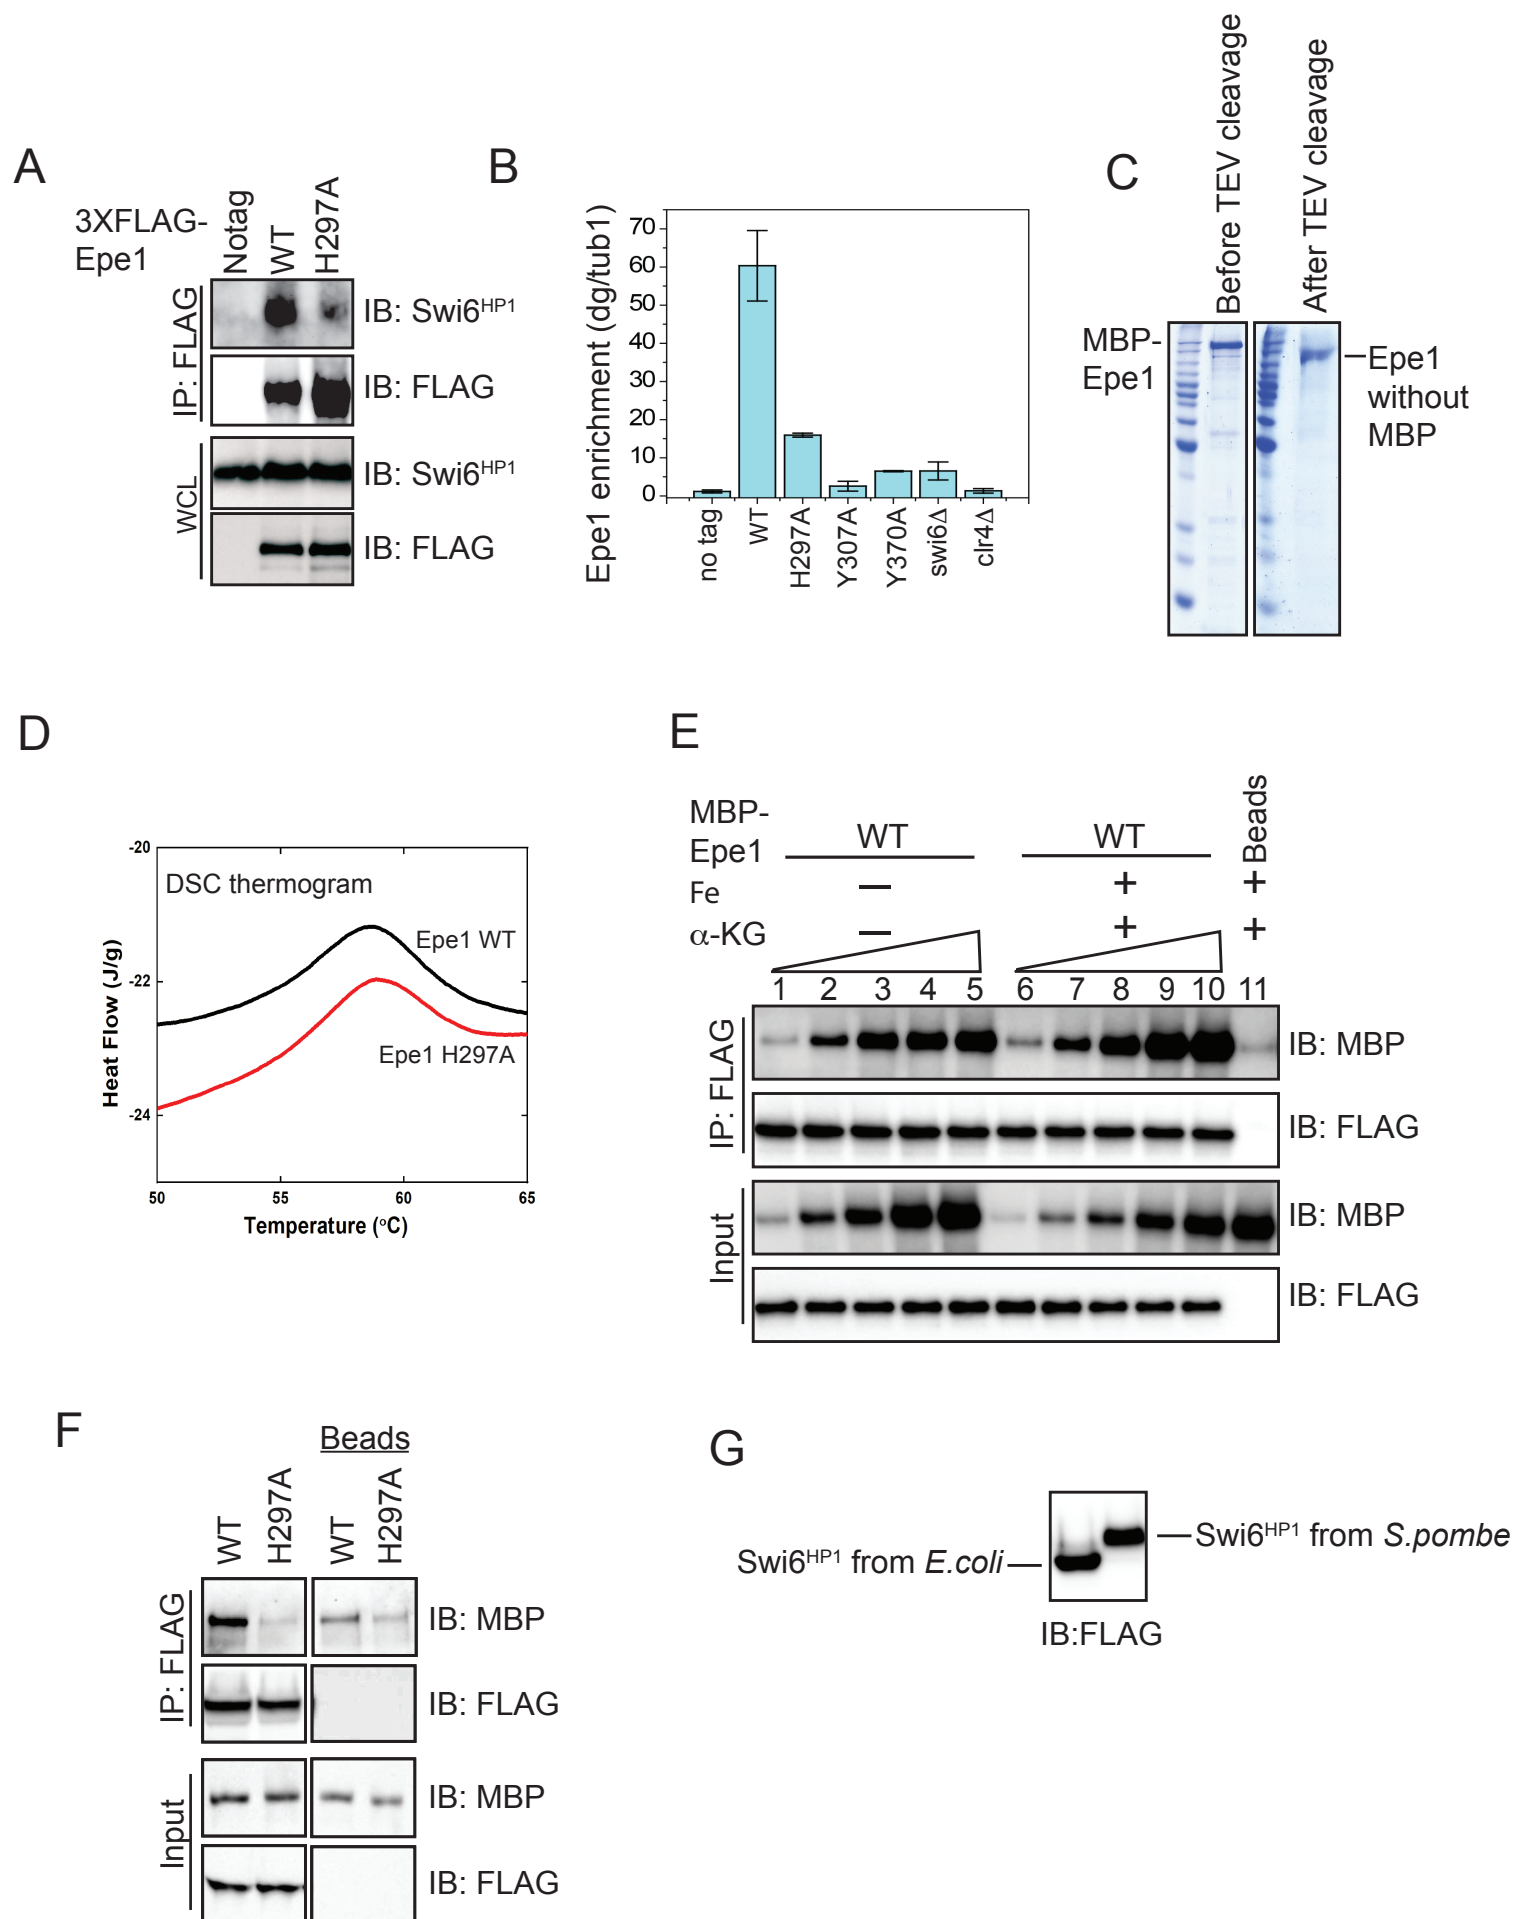 A
3XFLAG-
Epe1
Notag
WT
H297A
IP: FLAG
IB: Swi6HP1
IB: FLAG
WCL
IB: Swi6HP1
IB: FLAG
B
Epe1 enrichment (dg/tub1)
70
60
50
40
30
20
10
0
no tag
WT
H297A
Y307A
Y370A
swi6Δ
clr4Δ
C
Before TEV cleavage
After TEV cleavage
MBP-
Epe1
Epe1
without
MBP
D
DSC thermogram
Epe1 WT
Epe1 H297A
Heat Flow (J/g)
-20
-22
-24
50
55
60
65
Temperature (°C)
E
MBP-
Epe1
WT
WT
Beads
Fe
—
+
+
α-KG
—
+
+
1 2 3 4 5 6 7 8 9 10 11
IP: FLAG
IB: MBP
IB: FLAG
Input
IB: MBP
IB: FLAG
F
Beads
WT
H297A
WT
H297A
IP: FLAG
IB: MBP
IB: FLAG
Input
IB: MBP
IB: FLAG
G
Swi6HP1 from E.coli
Swi6HP1 from S.pombe
IB:FLAG